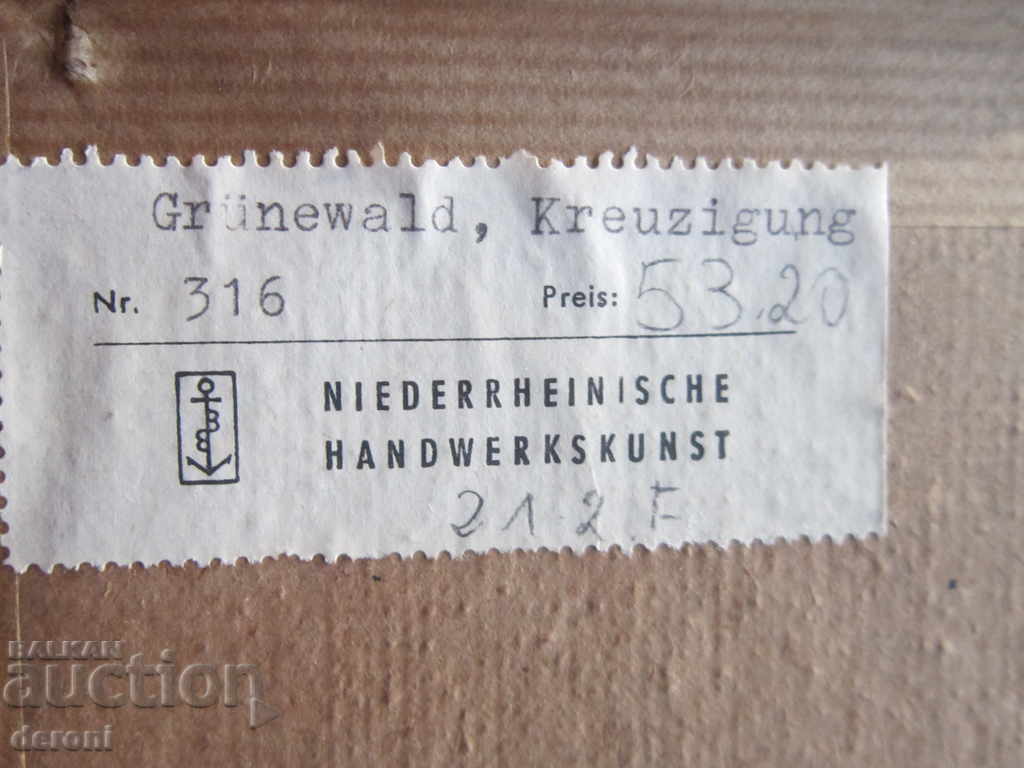 Grünewald, Kreuzigung
Nr. 316 Preis: 53.20
NIEDERRHEINISCHE
HANDWERKSKUNST
212 F
BALKAN
auction
deroni